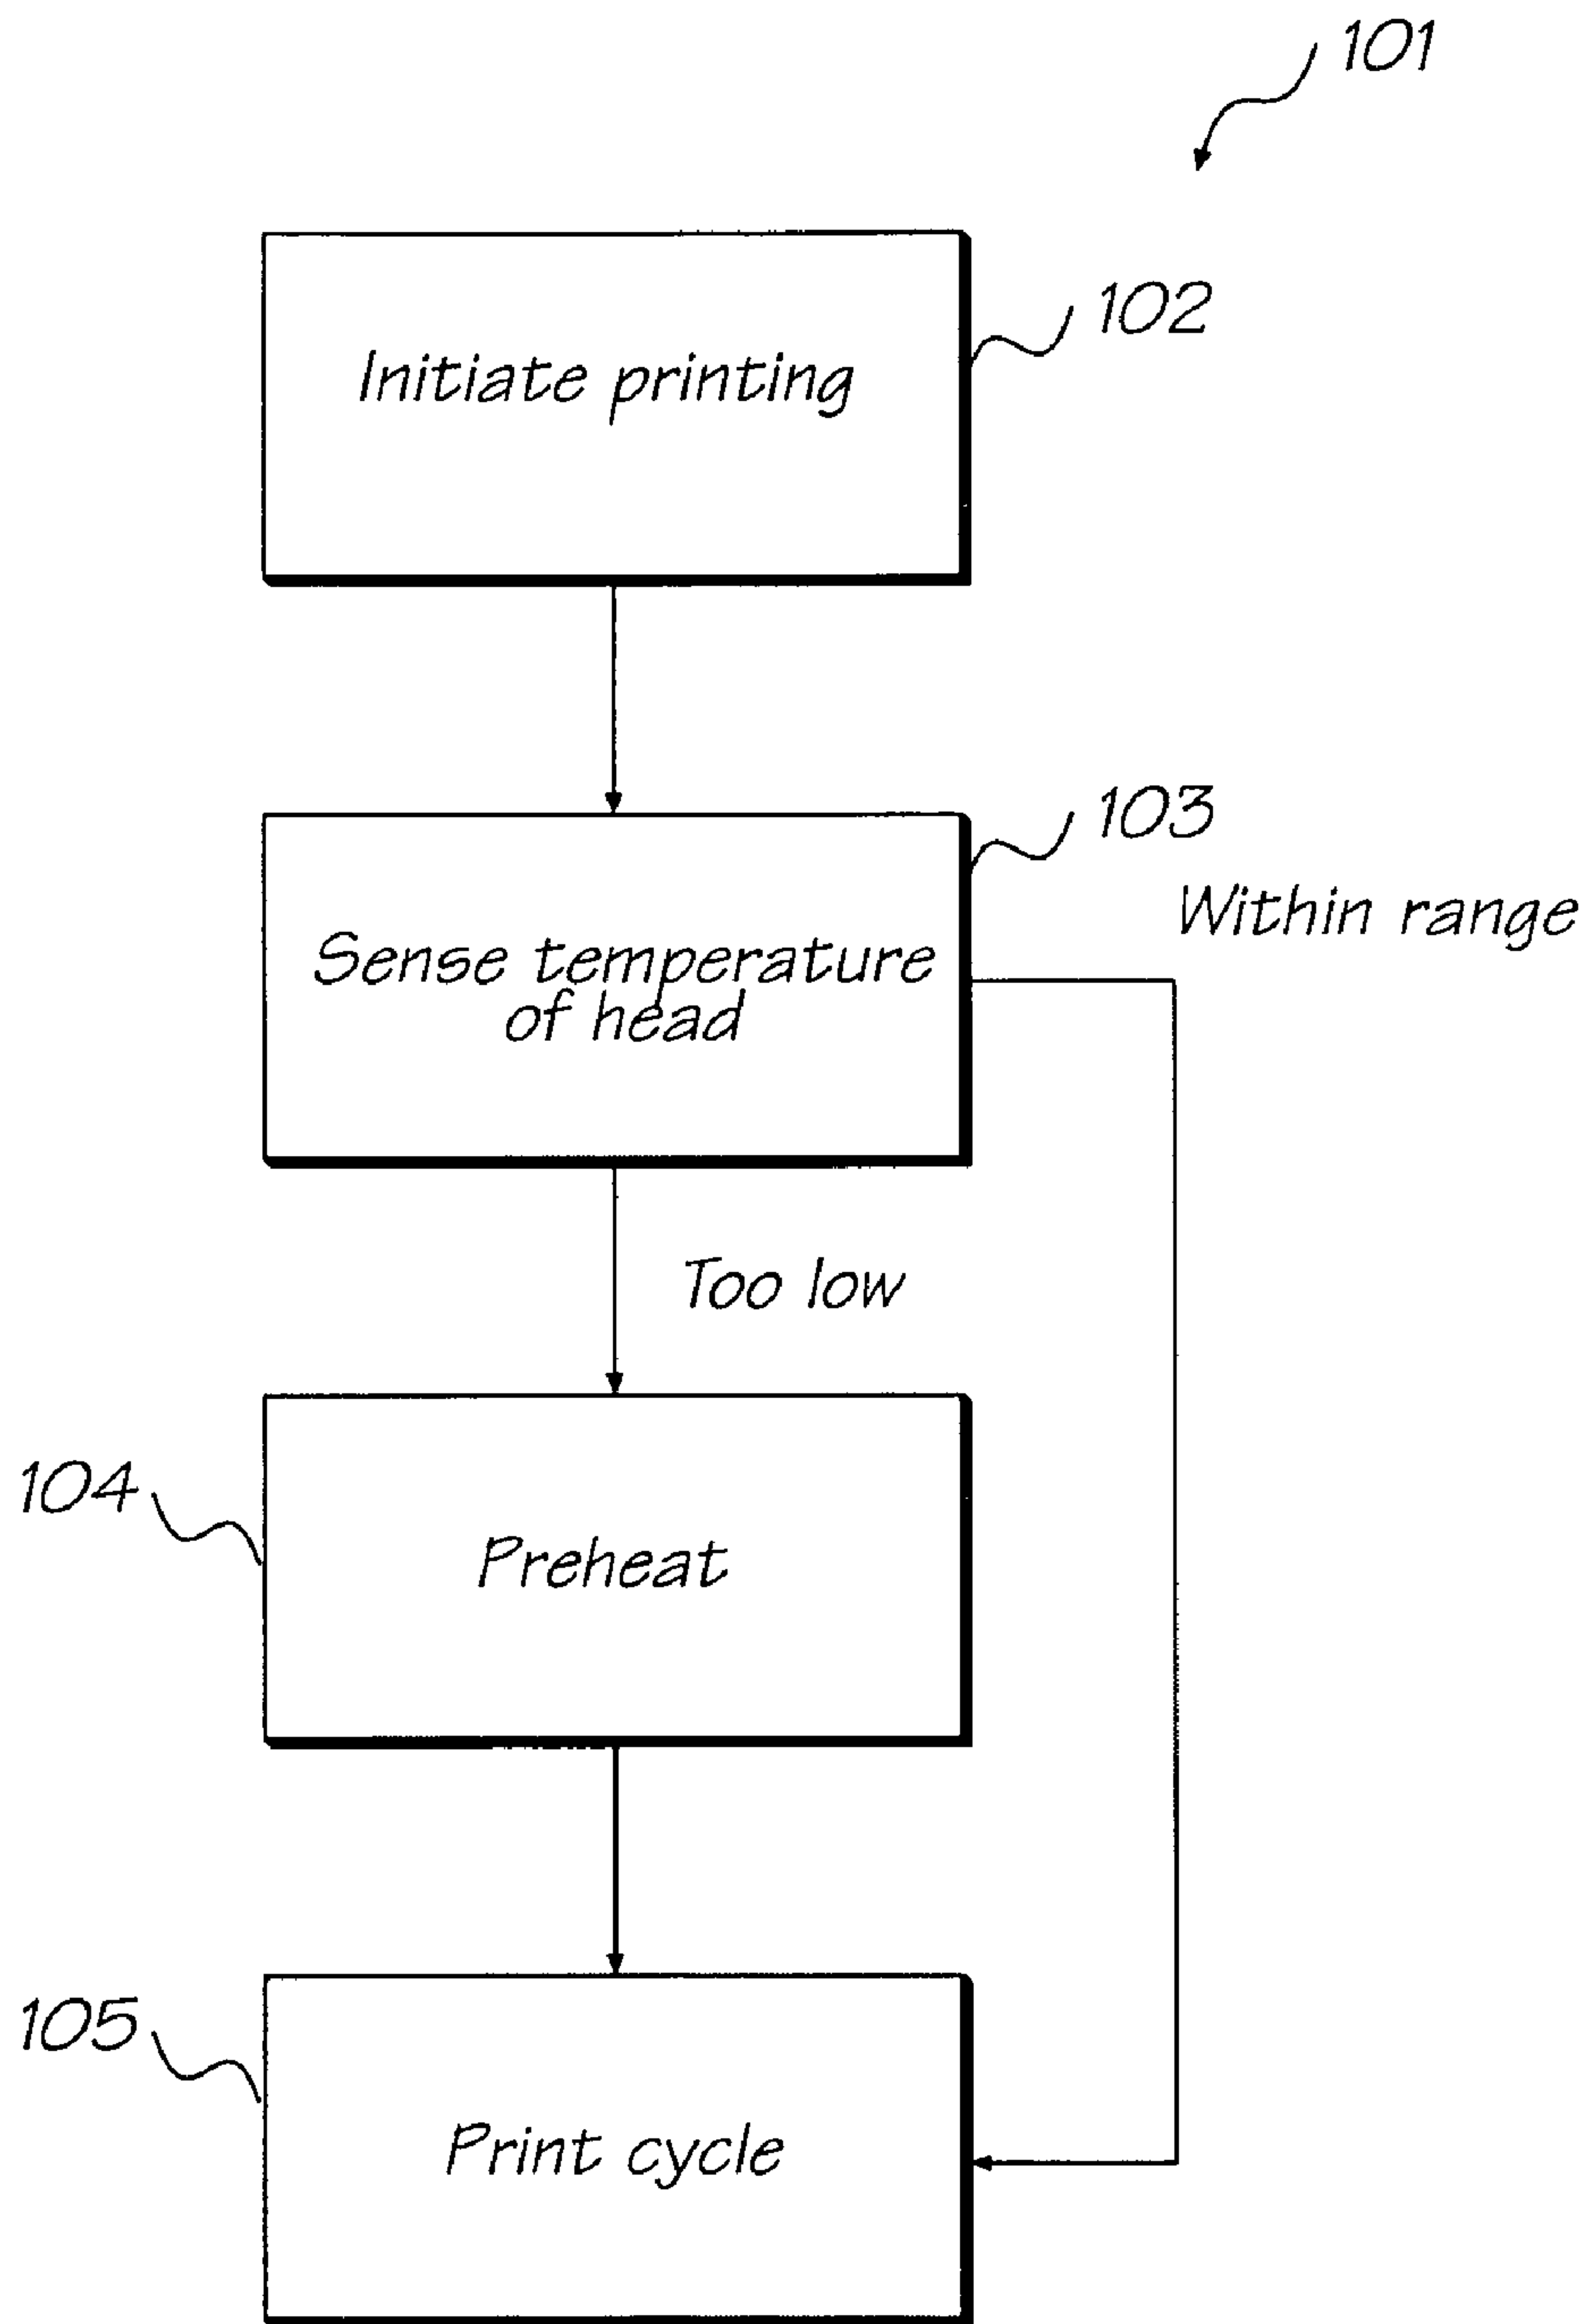 101
Initiate printing
102
103
Within range
Sense temperature
of head
Too low
104
Preheat
105
Print cycle